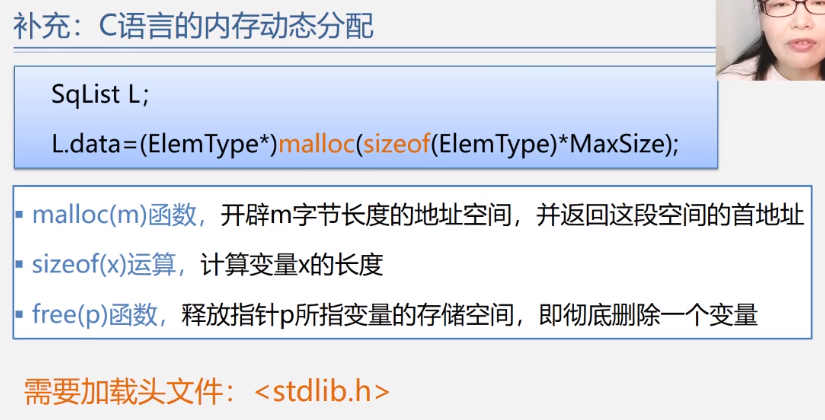 补充：C语言的内存动态分配
SqList L；
L.data=(ElemType*)malloc(sizeof(ElemType)*MaxSize);
▪ malloc(m)函数，开辟m字节长度的地址空间，并返回这段空间的首地址
▪ sizeof(x)运算，计算变量x的长度
▪ free(p)函数，释放指针p所指变量的存储空间，即彻底删除一个变量
需要加载头文件：<stdlib.h>